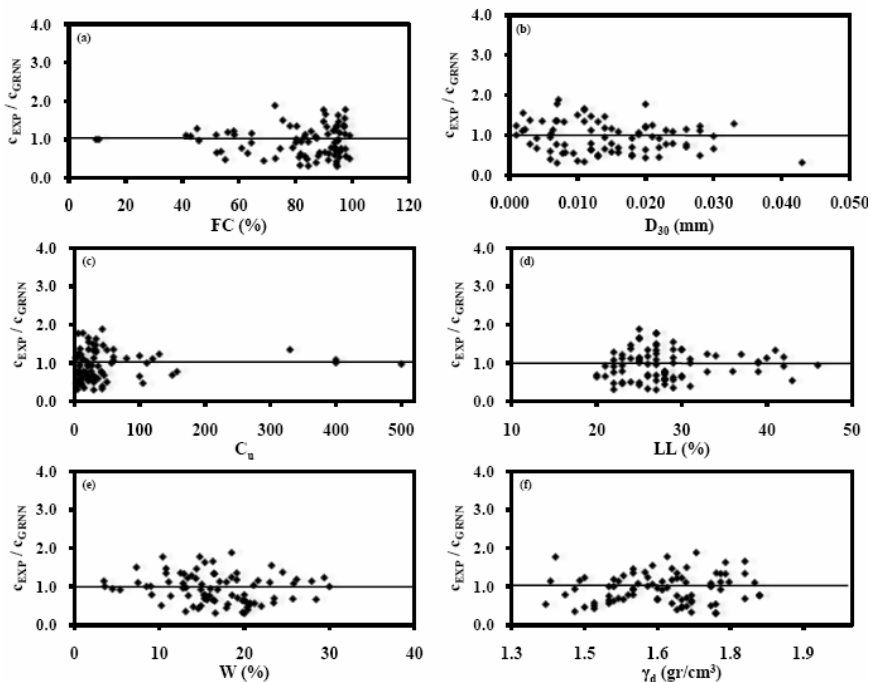 (a)
4.0
3.0
2.0
1.0
0.0
cEXP / cGRNN
0 20 40 60 80 100 120
FC (%)
(b)
4.0
3.0
2.0
1.0
0.0
cEXP / cGRNN
0.000 0.010 0.020 0.030 0.040 0.050
D30 (mm)
(c)
4.0
3.0
2.0
1.0
0.0
cEXP / cGRNN
0 100 200 300 400 500
Cu
(d)
4.0
3.0
2.0
1.0
0.0
cEXP / cGRNN
10 20 30 40 50
LL (%)
(e)
4.0
3.0
2.0
1.0
0.0
cEXP / cGRNN
0 10 20 30 40
W (%)
(f)
4.0
3.0
2.0
1.0
0.0
cEXP / cGRNN
1.3 1.5 1.6 1.8 1.9
γd (gr/cm³)